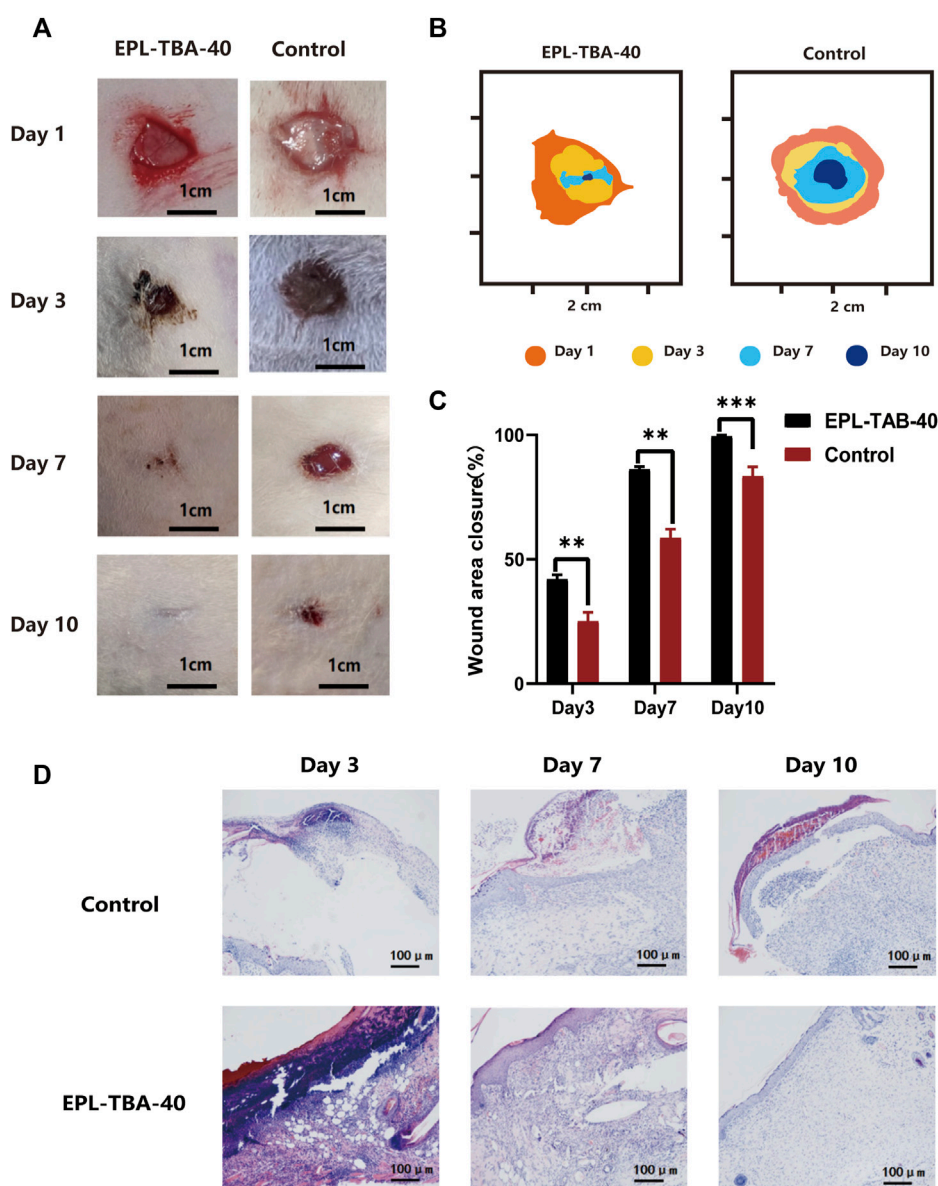 A
EPL-TBA-40 Control
Day 1
1cm 1cm
Day 3
1cm 1cm
Day 7
1cm 1cm
Day 10
1cm 1cm
B
EPL-TBA-40 Control
2 cm 2 cm
Day 1 Day 3 Day 7 Day 10
C
Wound area closure(%)
100
50
0
** ** ***
EPL-TAB-40
Control
Day3 Day7 Day10
D
Day 3 Day 7 Day 10
Control
100 μm 100 μm 100 μm
EPL-TBA-40
100 μm 100 μm 100 μm